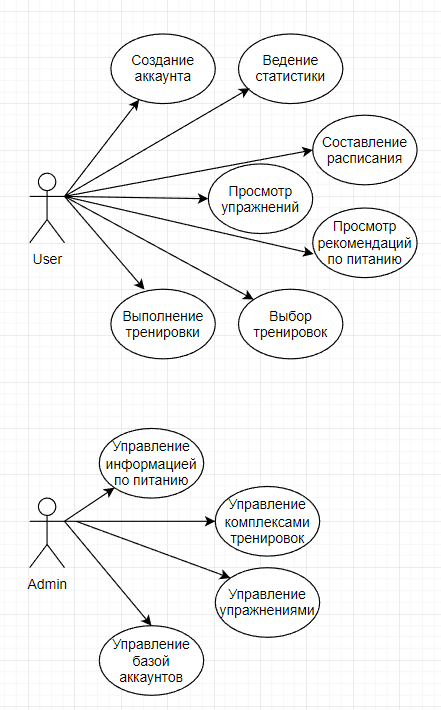 Создание
аккаунта
Ведение
статистики
Составление
расписания
Просмотр
упражнений
Просмотр
рекомендаций
по питанию
User
Выполнение
тренировки
Выбор
тренировок
Управление
информацией
по питанию
Управление
комплексами
тренировок
Admin
Управление
упражнениями
Управление
базой
аккаунтов